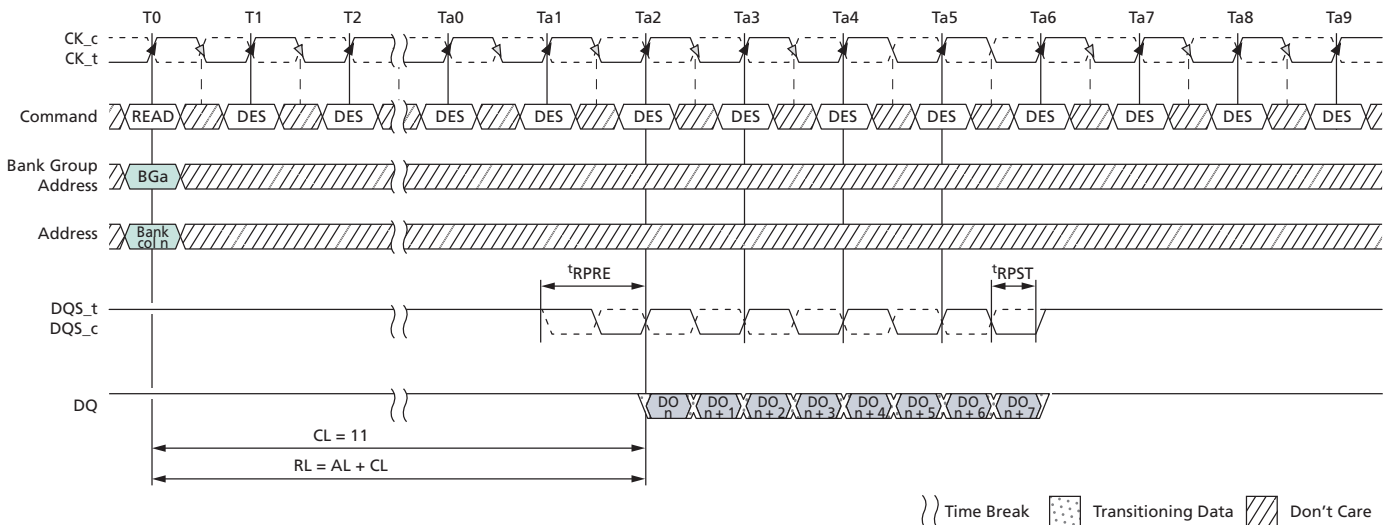 T0 T1 T2 Ta0 Ta1 Ta2 Ta3 Ta4 Ta5 Ta6 Ta7 Ta8 Ta9
CK_c
CK_t
Command READ DES DES DES DES DES DES DES DES DES DES DES DES
Bank Group
Address
BGa
Address
Bank
col n
tRPRE
tRPST
DQS_t
DQS_c
DQ
DO
n
DO
n + 1
DO
n + 2
DO
n + 3
DO
n + 4
DO
n + 5
DO
n + 6
DO
n + 7
CL = 11
RL = AL + CL
Time Break Transitioning Data Don't Care